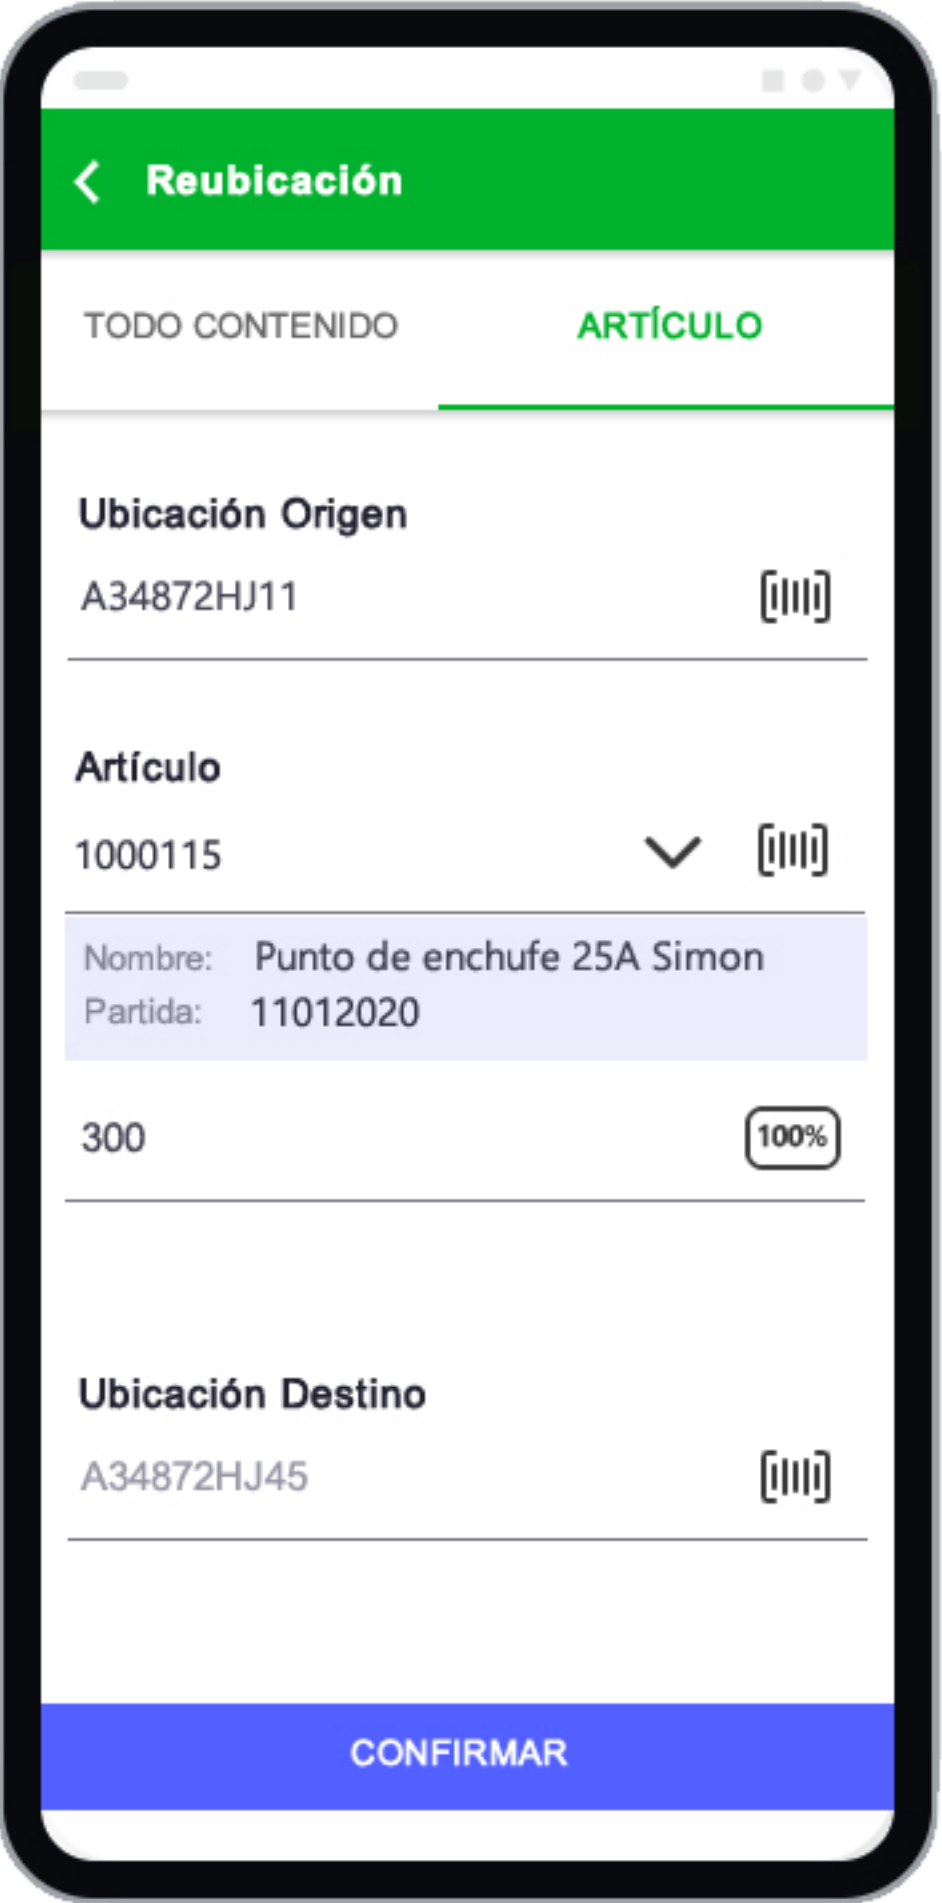 Reubicación
TODO CONTENIDO
ARTÍCULO
Ubicación Origen
A34872HJ11
Artículo
1000115
Nombre: Punto de enchufe 25A Simon
Partida: 11012020
300
100%
Ubicación Destino
A34872HJ45
CONFIRMAR